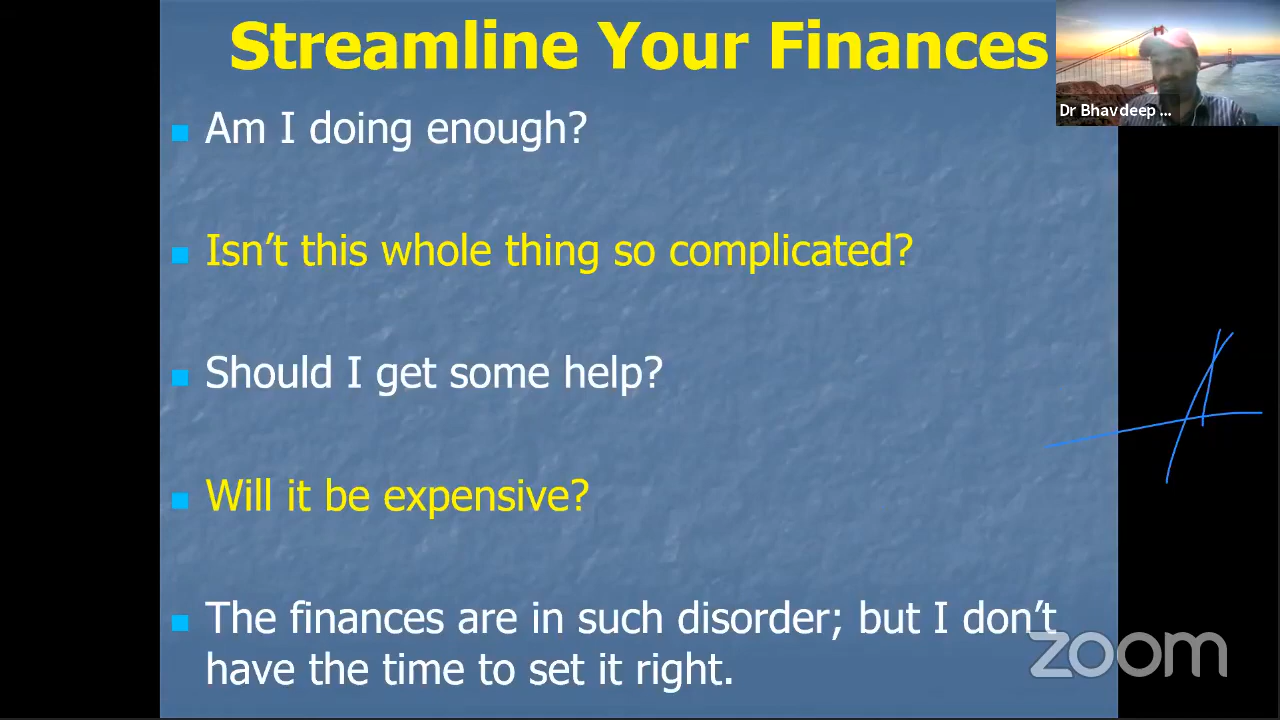 Streamline Your Finances
Am I doing enough?
Isn't this whole thing so complicated?
Should I get some help?
Will it be expensive?
The finances are in such disorder; but I don't
have the time to set it right.
Dr Bhavdeep ...
zoom